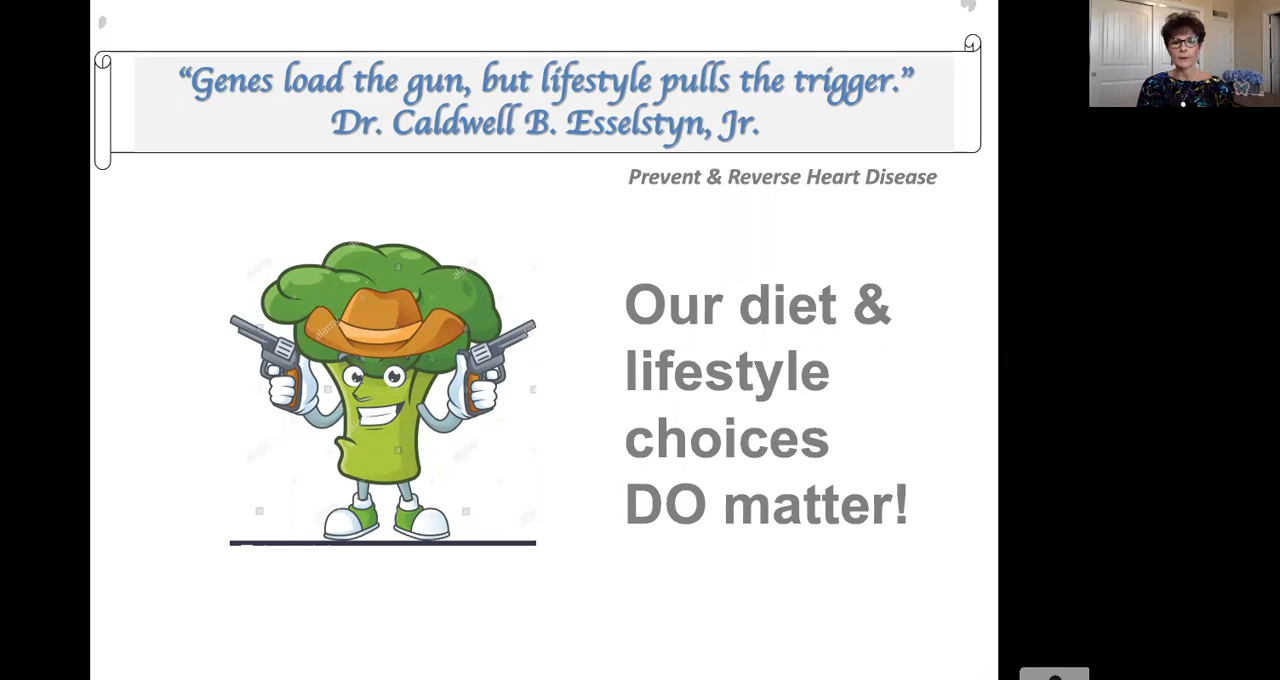 “Genes load the gun, but lifestyle pulls the trigger.”
Dr. Caldwell B. Esselstyn, Jr.
Prevent & Reverse Heart Disease
Our diet &
lifestyle
choices
DO matter!
alamy